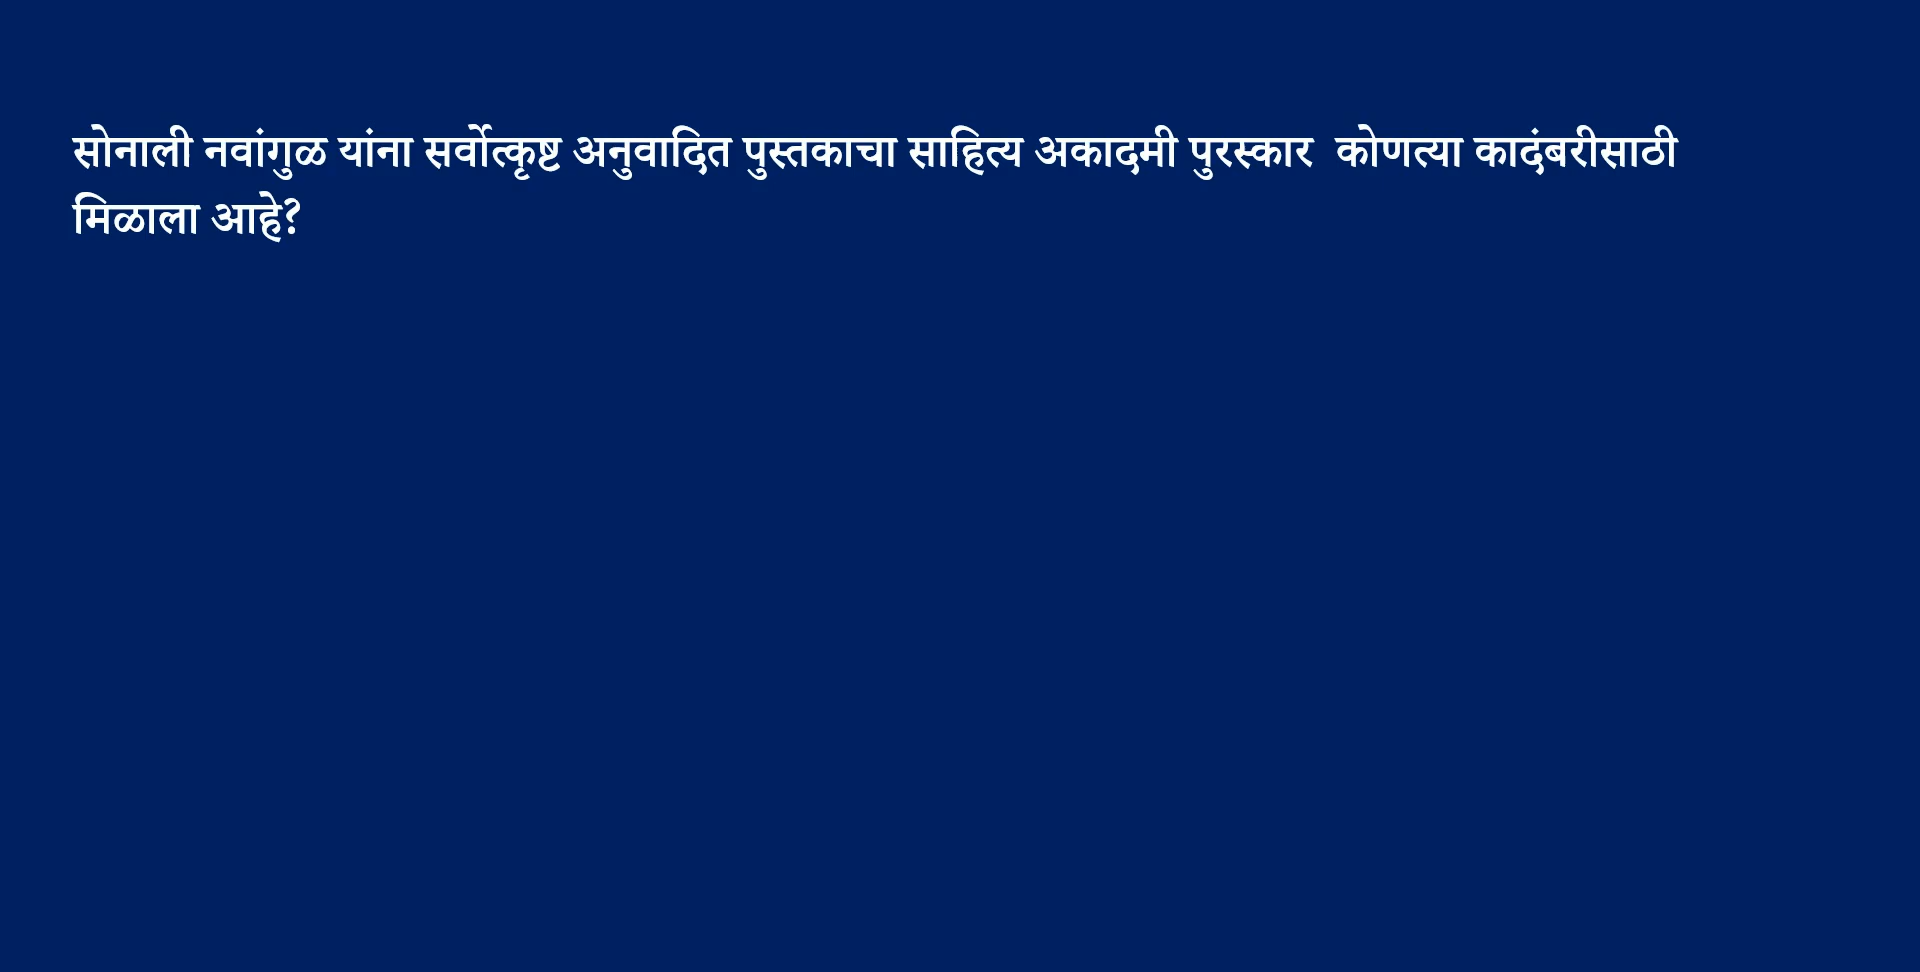 सोनाली नवांगुळ यांना सर्वोत्कृष्ट अनुवादित पुस्तकाचा साहित्य अकादमी पुरस्कार  कोणत्या कादंबरीसाठी
मिळाला आहे?